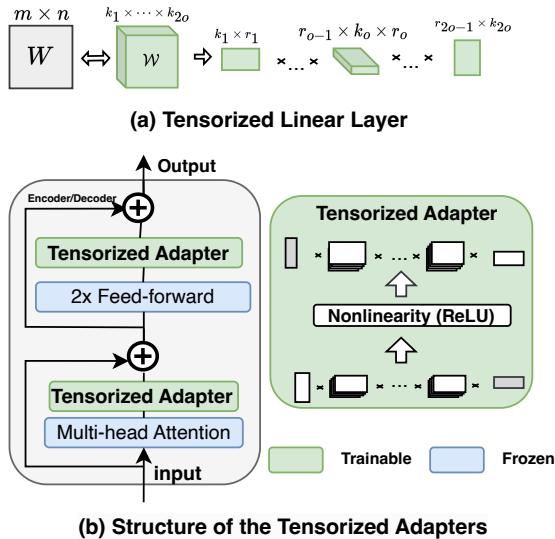 m × n
k₁ × ⋯ × k₂ₒ
k₁ × r₁
rₒ₋₁ × kₒ × rₒ
r₂ₒ₋₁ × k₂ₒ
W
𝒲
× ... ×
× ... ×
(a) Tensorized Linear Layer
Output
Encoder/Decoder
+
Tensorized Adapter
2x Feed-forward
+
Tensorized Adapter
Multi-head Attention
input
Tensorized Adapter
× × ... × ×
Nonlinearity (ReLU)
× × ... × ×
Trainable
Frozen
(b) Structure of the Tensorized Adapters